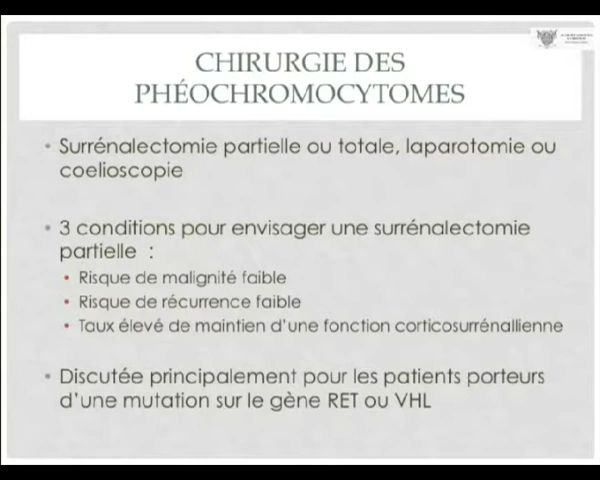 CHIRURGIE DES
PHÉOCHROMOCYTOMES
• Surrénalectomie partielle ou totale, laparotomie ou
coelioscopie
• 3 conditions pour envisager une surrénalectomie
partielle :
• Risque de malignité faible
• Risque de récurrence faible
• Taux élevé de maintien d'une fonction corticosurrénallienne
• Discutée principalement pour les patients porteurs
d'une mutation sur le gène RET ou VHL